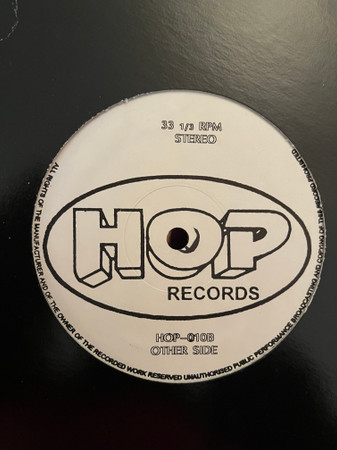 33 1/3 RPM
STEREO
HOP
RECORDS
HOP-010B
OTHER SIDE
ALL RIGHTS OF THE MANUFACTURER AND OF THE OWNER OF THE RECORDED WORK RESERVED UNAUTHORISED PUBLIC PERFORMANCE BROADCASTING AND COPYING OF THIS RECORD PROHIBITED